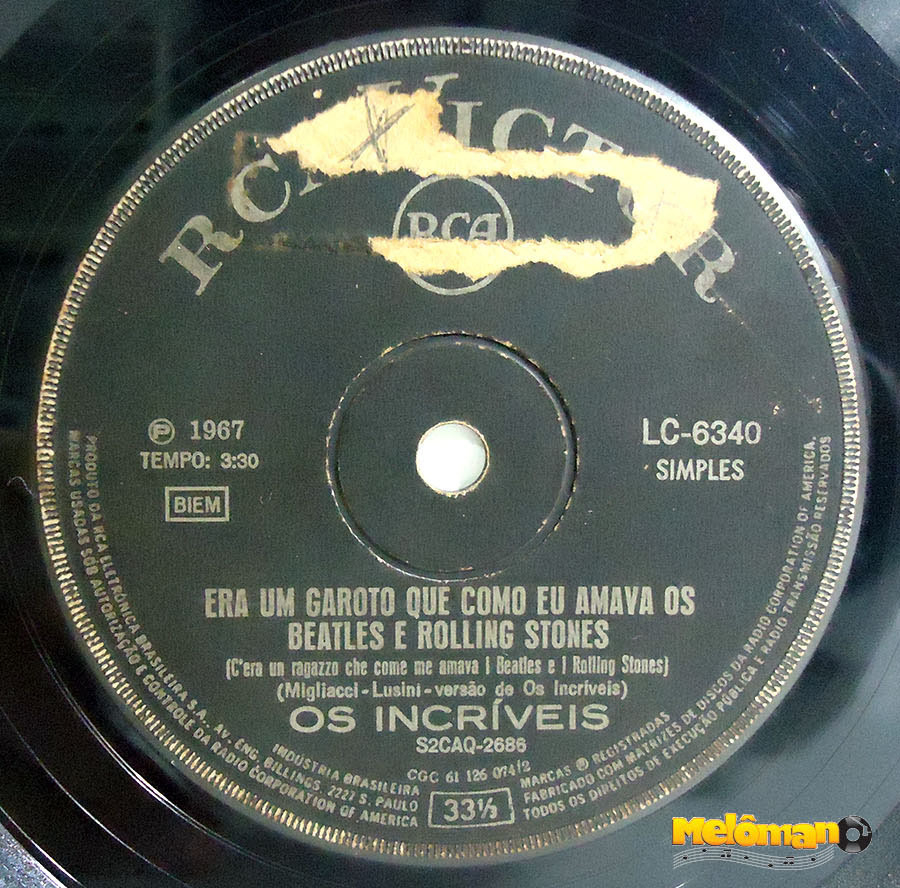 RCA VICTOR
RCA
℗ 1967
TEMPO: 3:30
BIEM
LC-6340
SIMPLES
ERA UM GAROTO QUE COMO EU AMAVA OS
BEATLES E ROLLING STONES
(C'era un ragazzo che come me amava i Beatles e i Rolling Stones)
(Migliacci-Lusini-versão de Os Incríveis)
OS INCRÍVEIS
S2CAQ-2686
CGC 61 126 074/2
33⅓
PRODUTO DA RCA ELETRÔNICA BRASILEIRA S.A., AV. ENG. BILLINGS, 2227 S. PAULO
MARCAS USADAS SOB AUTORIZAÇÃO E CONTRÔLE DA RADIO CORPORATION OF AMERICA
INDUSTRIA BRASILEIRA
MARCAS ® REGISTRADAS
FABRICADO COM MATRIZES DE DISCOS DA RADIO CORPORATION OF AMERICA.
TODOS OS DIREITOS DE EXECUÇÃO PÚBLICA E RADIO TRANSMISSÃO RESERVADOS
Melômano